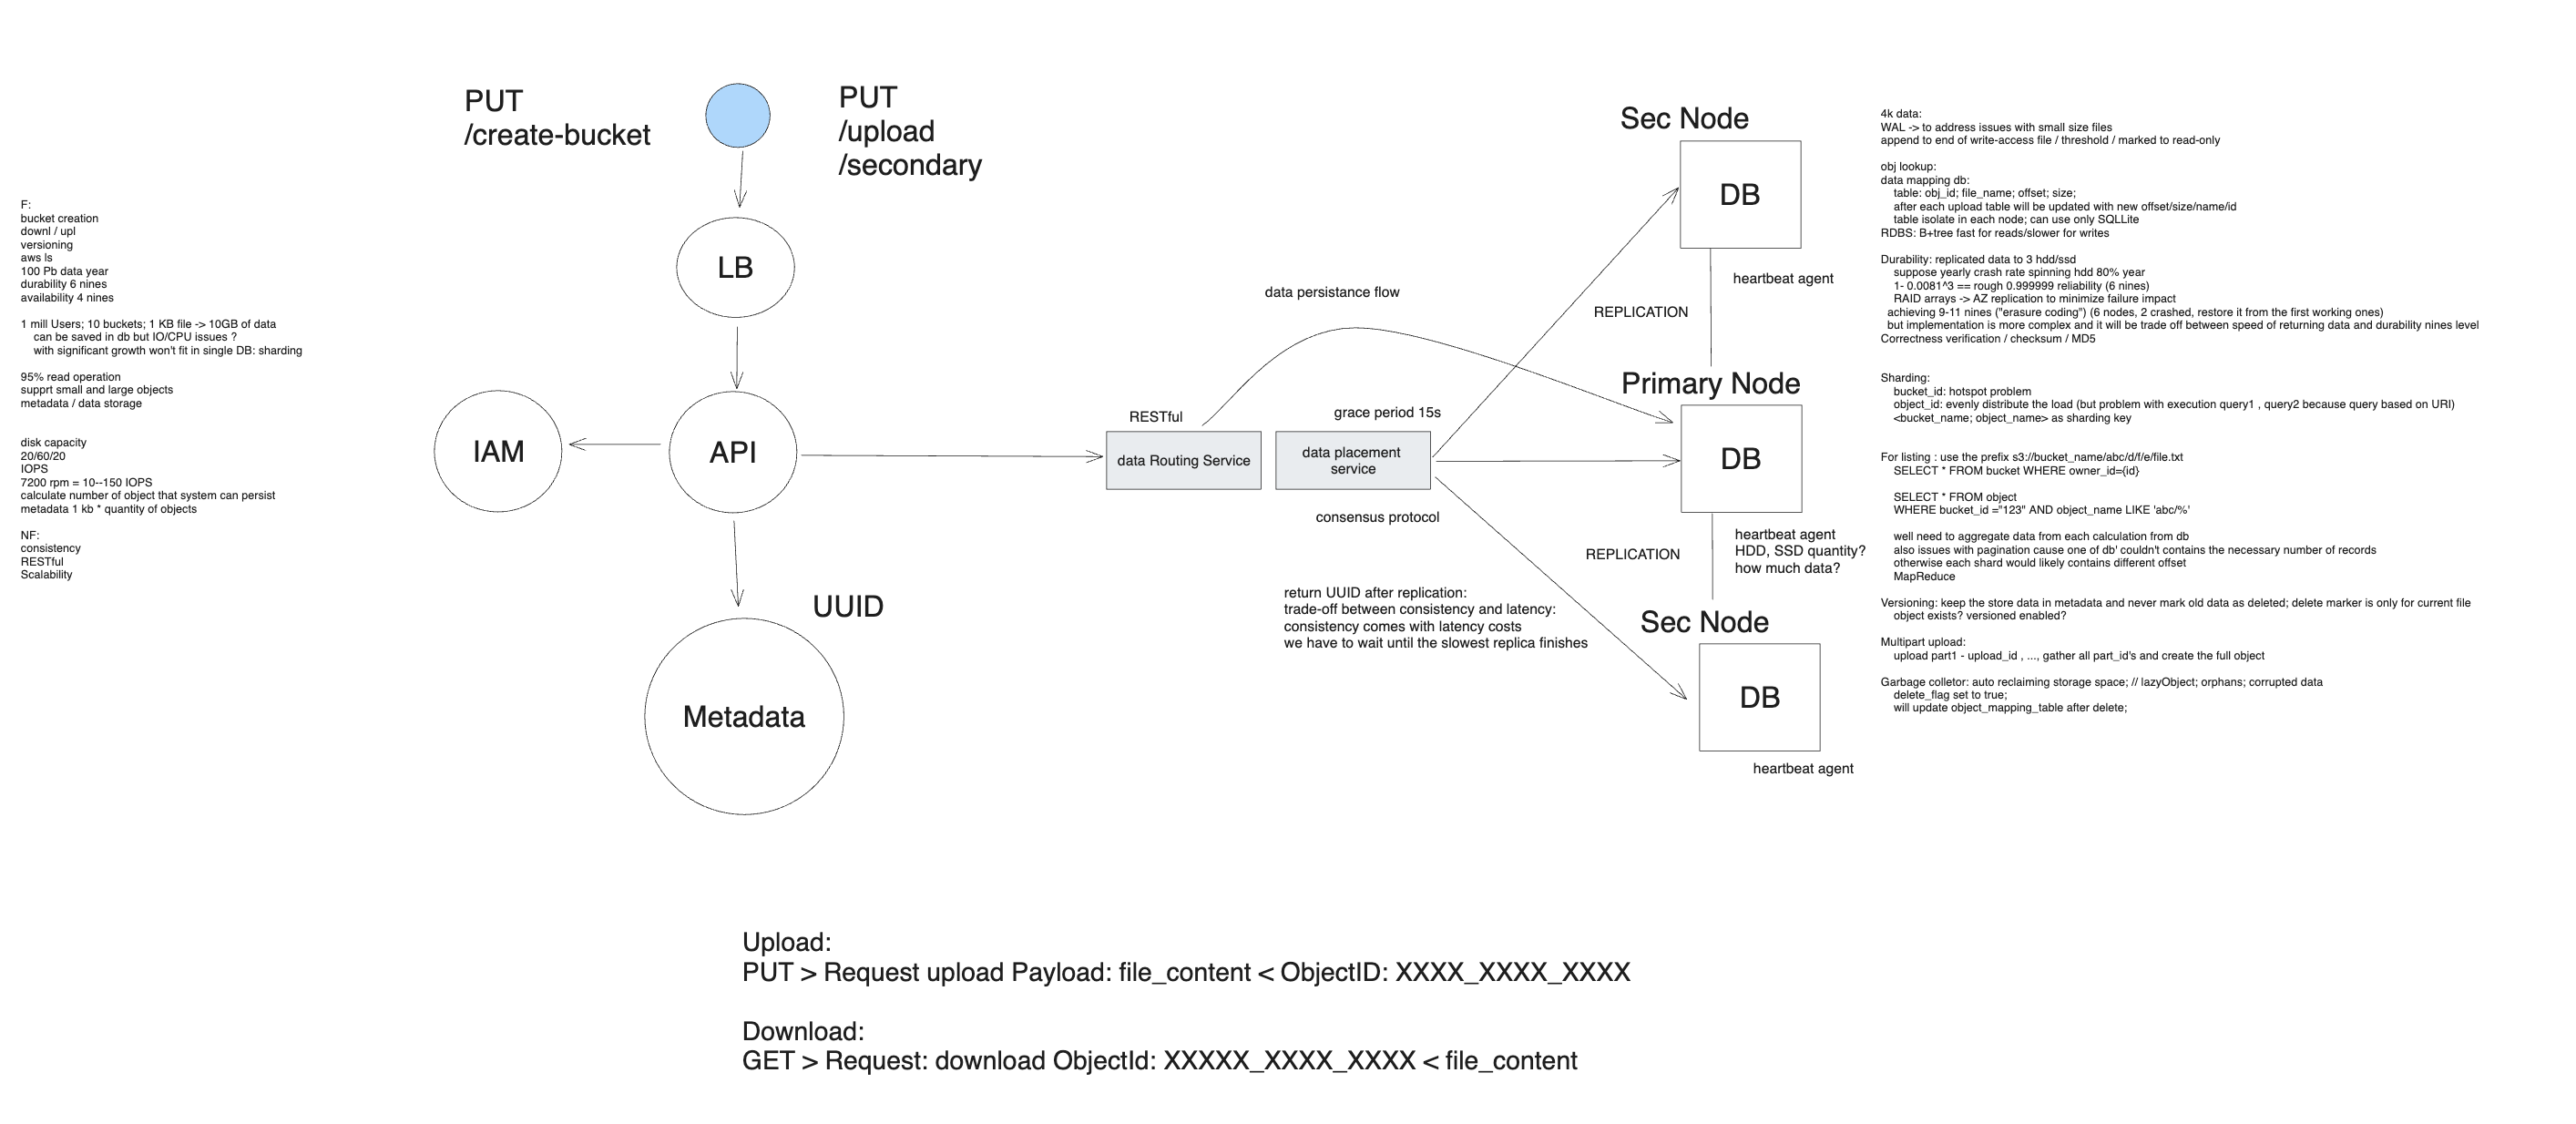 F:
bucket creation
downl / upl
versioning
aws ls
100 Pb data year
durability 6 nines
availability 4 nines
1 mill Users; 10 buckets; 1 KB file -> 10GB of data
can be saved in db but IO/CPU issues ?
with significant growth won't fit in single DB: sharding
95% read operation
supprt small and large objects
metadata / data storage
disk capacity
20/60/20
IOPS
7200 rpm = 10--150 IOPS
calculate number of object that system can persist
metadata 1 kb * quantity of objects
NF:
consistency
RESTful
Scalability
PUT
/create-bucket
PUT
/upload
/secondary
LB
IAM
API
UUID
Metadata
RESTful
data Routing Service
data persistance flow
grace period 15s
data placement
service
consensus protocol
return UUID after replication:
trade-off between consistency and latency:
consistency comes with latency costs
we have to wait until the slowest replica finishes
Sec Node
DB
heartbeat agent
REPLICATION
Primary Node
DB
heartbeat agent
HDD, SSD quantity?
how much data?
REPLICATION
Sec Node
DB
heartbeat agent
4k data:
WAL -> to address issues with small size files
append to end of write-access file / threshold / marked to read-only
obj lookup:
data mapping db:
table: obj_id; file_name; offset; size;
after each upload table will be updated with new offset/size/name/id
table isolate in each node; can use only SQLLite
RDBS: B+tree fast for reads/slower for writes
Durability: replicated data to 3 hdd/ssd
suppose yearly crash rate spinning hdd 80% year
1- 0.0081^3 == rough 0.999999 reliability (6 nines)
RAID arrays -> AZ replication to minimize failure impact
achieving 9-11 nines ("erasure coding") (6 nodes, 2 crashed, restore it from the first working ones)
but implementation is more complex and it will be trade off between speed of returning data and durability nines level
Correctness verification / checksum / MD5
Sharding:
bucket_id: hotspot problem
object_id: evenly distribute the load (but problem with execution query1 , query2 because query based on URI)
<bucket_name; object_name> as sharding key
For listing : use the prefix s3://bucket_name/abc/d/f/e/file.txt
SELECT * FROM bucket WHERE owner_id={id}
SELECT * FROM object
WHERE bucket_id ="123" AND object_name LIKE 'abc/%'
well need to aggregate data from each calculation from db
also issues with pagination cause one of db' couldn't contains the necessary number of records
otherwise each shard would likely contains different offset
MapReduce
Versioning: keep the store data in metadata and never mark old data as deleted; delete marker is only for current file
object exists? versioned enabled?
Multipart upload:
upload part1 - upload_id , ..., gather all part_id's and create the full object
Garbage colletor: auto reclaiming storage space; // lazyObject; orphans; corrupted data
delete_flag set to true;
will update object_mapping_table after delete;
Upload:
PUT > Request upload Payload: file_content < ObjectID: XXXX_XXXX_XXXX
Download:
GET > Request: download ObjectId: XXXXX_XXXX_XXXX < file_content